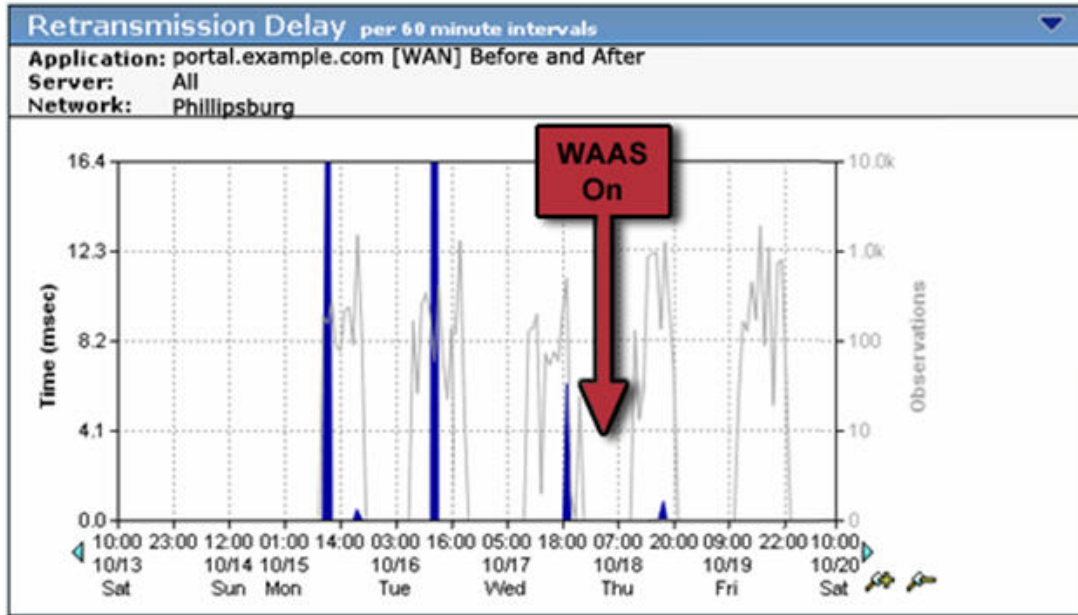 Retransmission Delay per 60 minute intervals
Application: portal.example.com [WAN] Before and After
Server: All
Network: Phillipsburg
WAAS
On
16.4 10.0k
12.3 1.0k
8.2 100
4.1 10
0.0 0
Time (msec)
Observations
10:00 23:00 12:00 01:00 14:00 03:00 16:00 05:00 18:00 07:00 20:00 09:00 22:00 10:00
10/13 10/14 10/15 10/16 10/17 10/18 10/19 10/20
Sat Sun Mon Tue Wed Thu Fri Sat